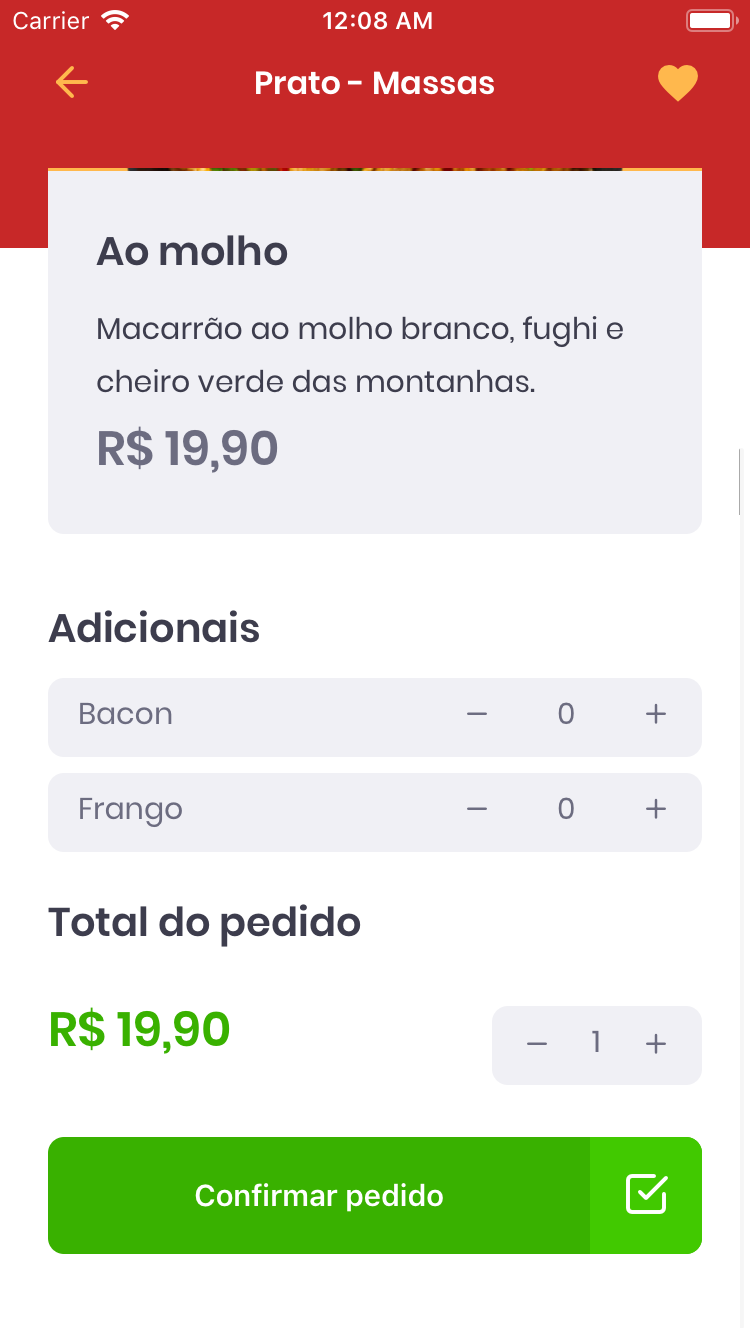 Carrier 12:08 AM
Prato - Massas
Ao molho
Macarrão ao molho branco, fughi e
cheiro verde das montanhas.
R$ 19,90
Adicionais
Bacon − 0 +
Frango − 0 +
Total do pedido
R$ 19,90 − 1 +
Confirmar pedido